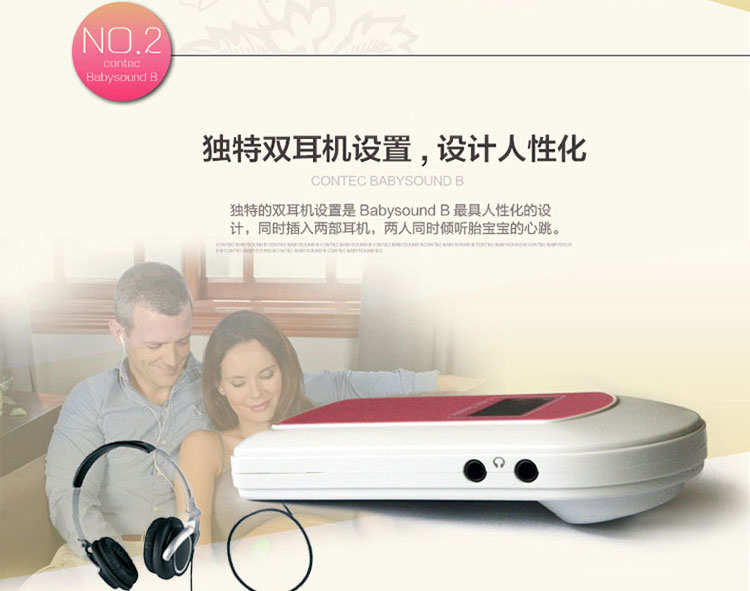 NO.2
contec
Babysound B
独特双耳机设置,设计人性化
CONTEC BABYSOUND B
独特的双耳机设置是 Babysound B 最具人性化的设
计,同时插入两部耳机,两人同时倾听胎宝宝的心跳。